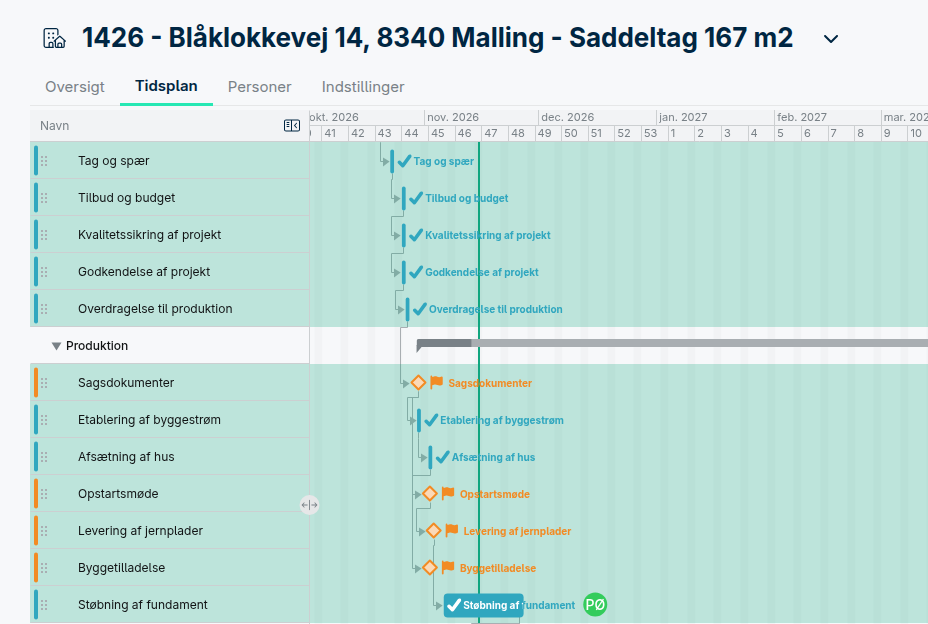 1426 - Blåklokkevej 14, 8340 Malling - Saddeltag 167 m2
Oversigt Tidsplan Personer Indstillinger
Navn
okt. 2026 nov. 2026 dec. 2026 jan. 2027 feb. 2027 mar. 202
41 42 43 44 45 46 47 48 49 50 51 52 53 1 2 3 4 5 6 7 8 9 10
Tag og spær Tag og spær
Tilbud og budget Tilbud og budget
Kvalitetssikring af projekt Kvalitetssikring af projekt
Godkendelse af projekt Godkendelse af projekt
Overdragelse til produktion Overdragelse til produktion
Produktion
Sagsdokumenter Sagsdokumenter
Etablering af byggestrøm Etablering af byggestrøm
Afsætning af hus Afsætning af hus
Opstartsmøde Opstartsmøde
Levering af jernplader Levering af jernplader
Byggetilladelse Byggetilladelse
Støbning af fundament Støbning af fundament PØ